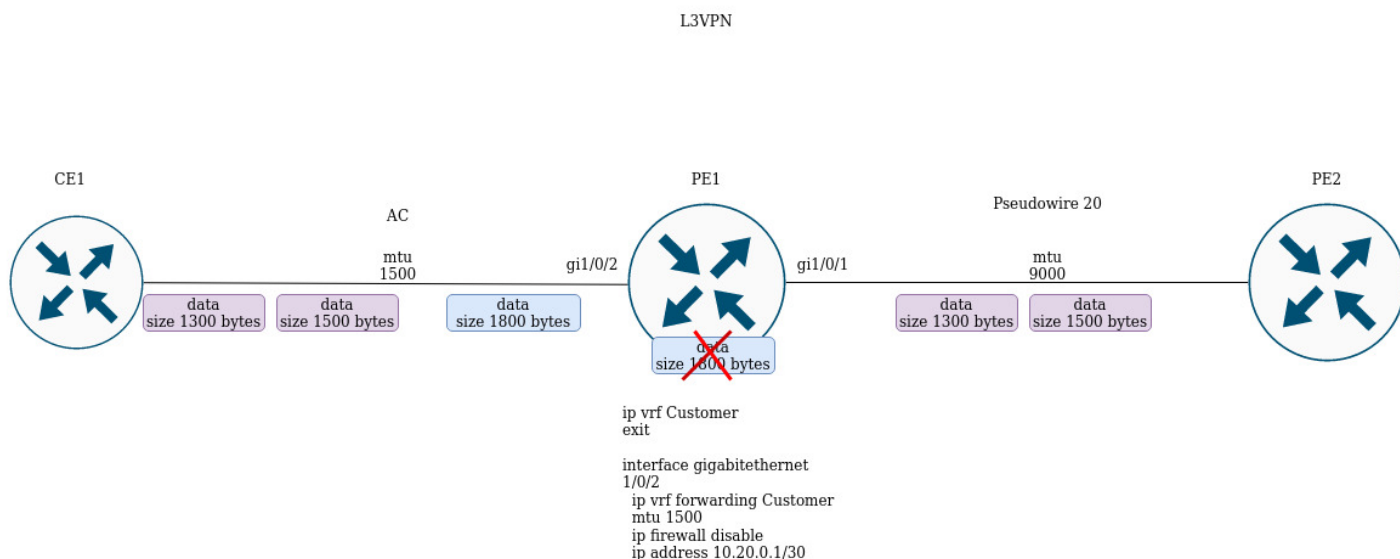 L3VPN
CE1
PE1
PE2
AC
Pseudowire 20
mtu
1500
gi1/0/2
gi1/0/1
mtu
9000
data
size 1300 bytes
data
size 1500 bytes
data
size 1800 bytes
data
size 1300 bytes
data
size 1500 bytes
data
size 1800 bytes
ip vrf Customer
exit
interface gigabitethernet
1/0/2
ip vrf forwarding Customer
mtu 1500
ip firewall disable
ip address 10.20.0.1/30